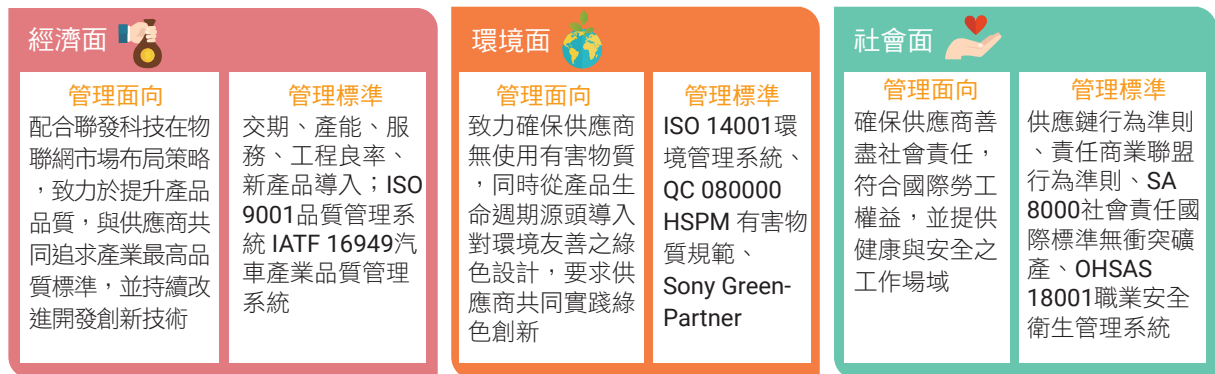 經濟面
管理面向
配合聯發科技在物
聯網市場布局策略
，致力於提升產品
品質，與供應商共
同追求產業最高品
質標準，並持續改
進開發創新技術
管理標準
交期、產能、服
務、工程良率、
新產品導入；ISO
9001品質管理系
統 IATF 16949汽
車產業品質管理
系統
環境面
管理面向
致力確保供應商
無使用有害物質
，同時從產品生
命週期源頭導入
對環境友善之綠
色設計，要求供
應商共同實踐綠
色創新
管理標準
ISO 14001環
境管理系統、
QC 080000
HSPM 有害物
質規範、
Sony Green-
Partner
社會面
管理面向
確保供應商善
盡社會責任，
符合國際勞工
權益，並提供
健康與安全之
工作場域
管理標準
供應鏈行為準則
、責任商業聯盟
行為準則、SA
8000社會責任國
際標準無衝突礦
產、OHSAS
18001職業安全
衛生管理系統